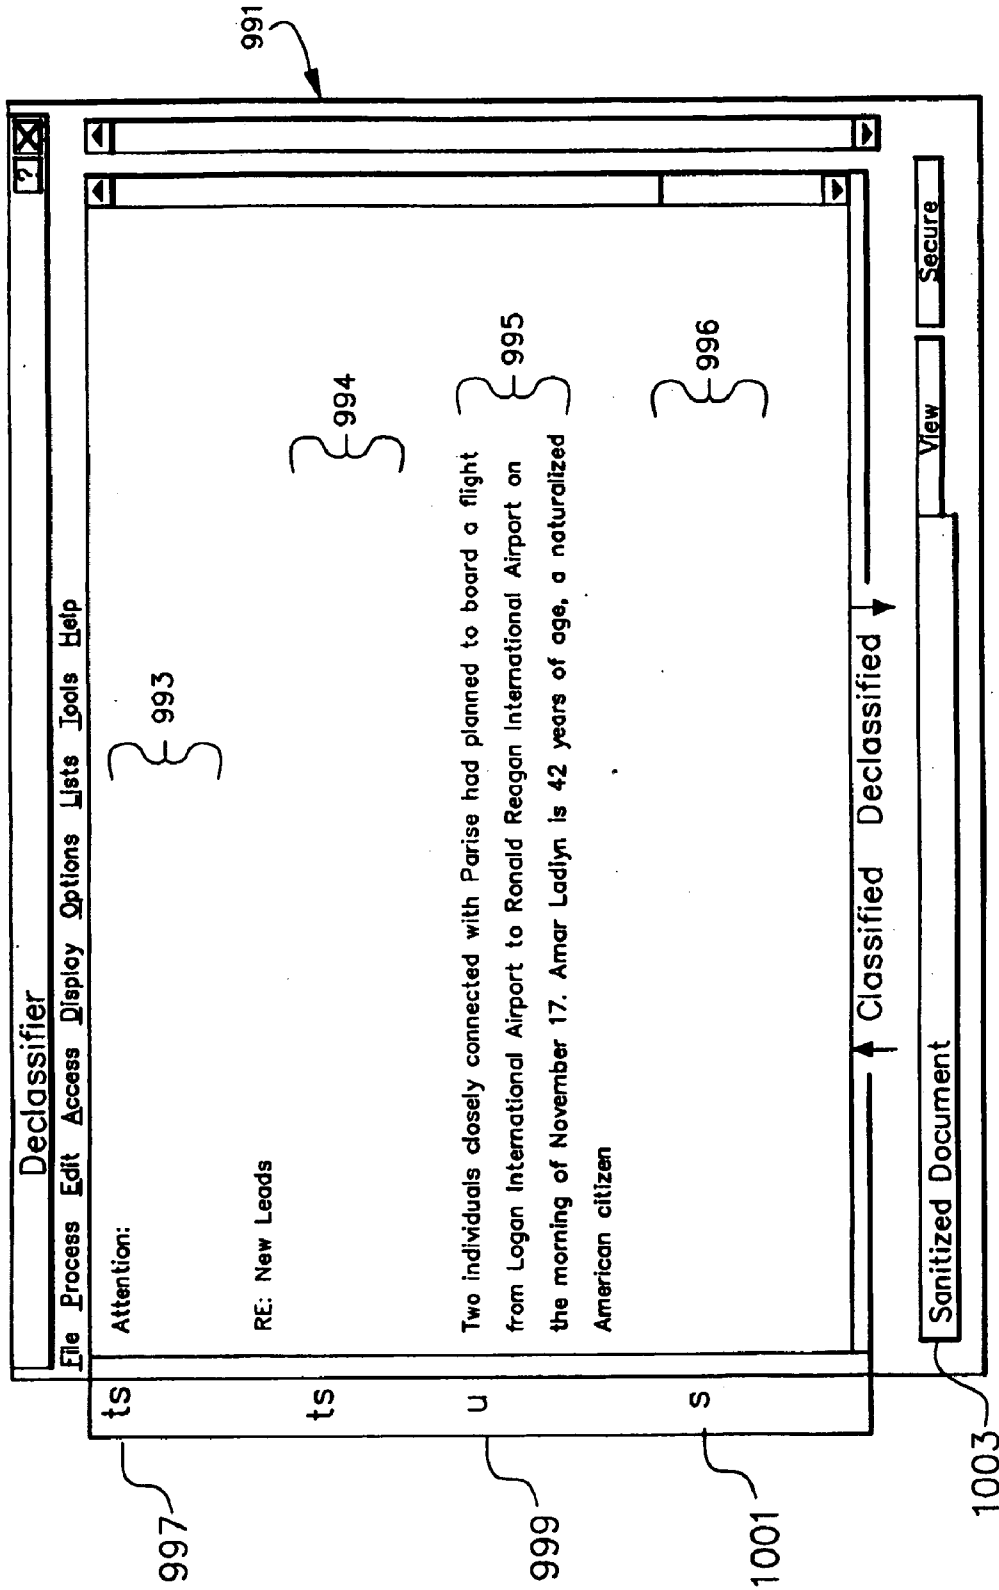 991
Declassifier
?
File Process Edit Access Display Options Lists Tools Help
ts
Attention:
993
997
RE: New Leads
ts
994
u
Two individuals closely connected with Parise had planned to board a flight
from Logan International Airport to Ronald Reagan International Airport on
the morning of November 17. Amar Ladlyn is 42 years of age, a naturalized
American citizen
995
999
s
996
1001
Classified Declassified
Sanitized Document
View
Secure
1003